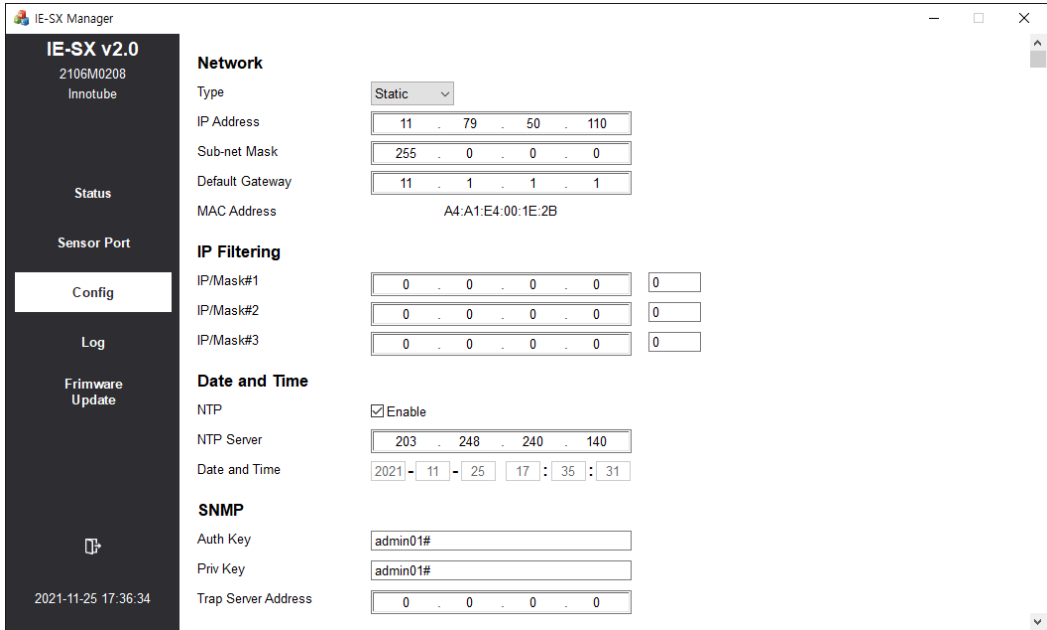 IE-SX Manager
IE-SX v2.0
2106M0208
Innotube
Status
Sensor Port
Config
Log
Frimware
Update
2021-11-25 17:36:34
Network
Type Static
IP Address 11 . 79 . 50 . 110
Sub-net Mask 255 . 0 . 0 . 0
Default Gateway 11 . 1 . 1 . 1
MAC Address A4:A1:E4:00:1E:2B
IP Filtering
IP/Mask#1 0 . 0 . 0 . 0 0
IP/Mask#2 0 . 0 . 0 . 0 0
IP/Mask#3 0 . 0 . 0 . 0 0
Date and Time
NTP Enable
NTP Server 203 . 248 . 240 . 140
Date and Time 2021 - 11 - 25 17 : 35 : 31
SNMP
Auth Key admin01#
Priv Key admin01#
Trap Server Address 0 . 0 . 0 . 0